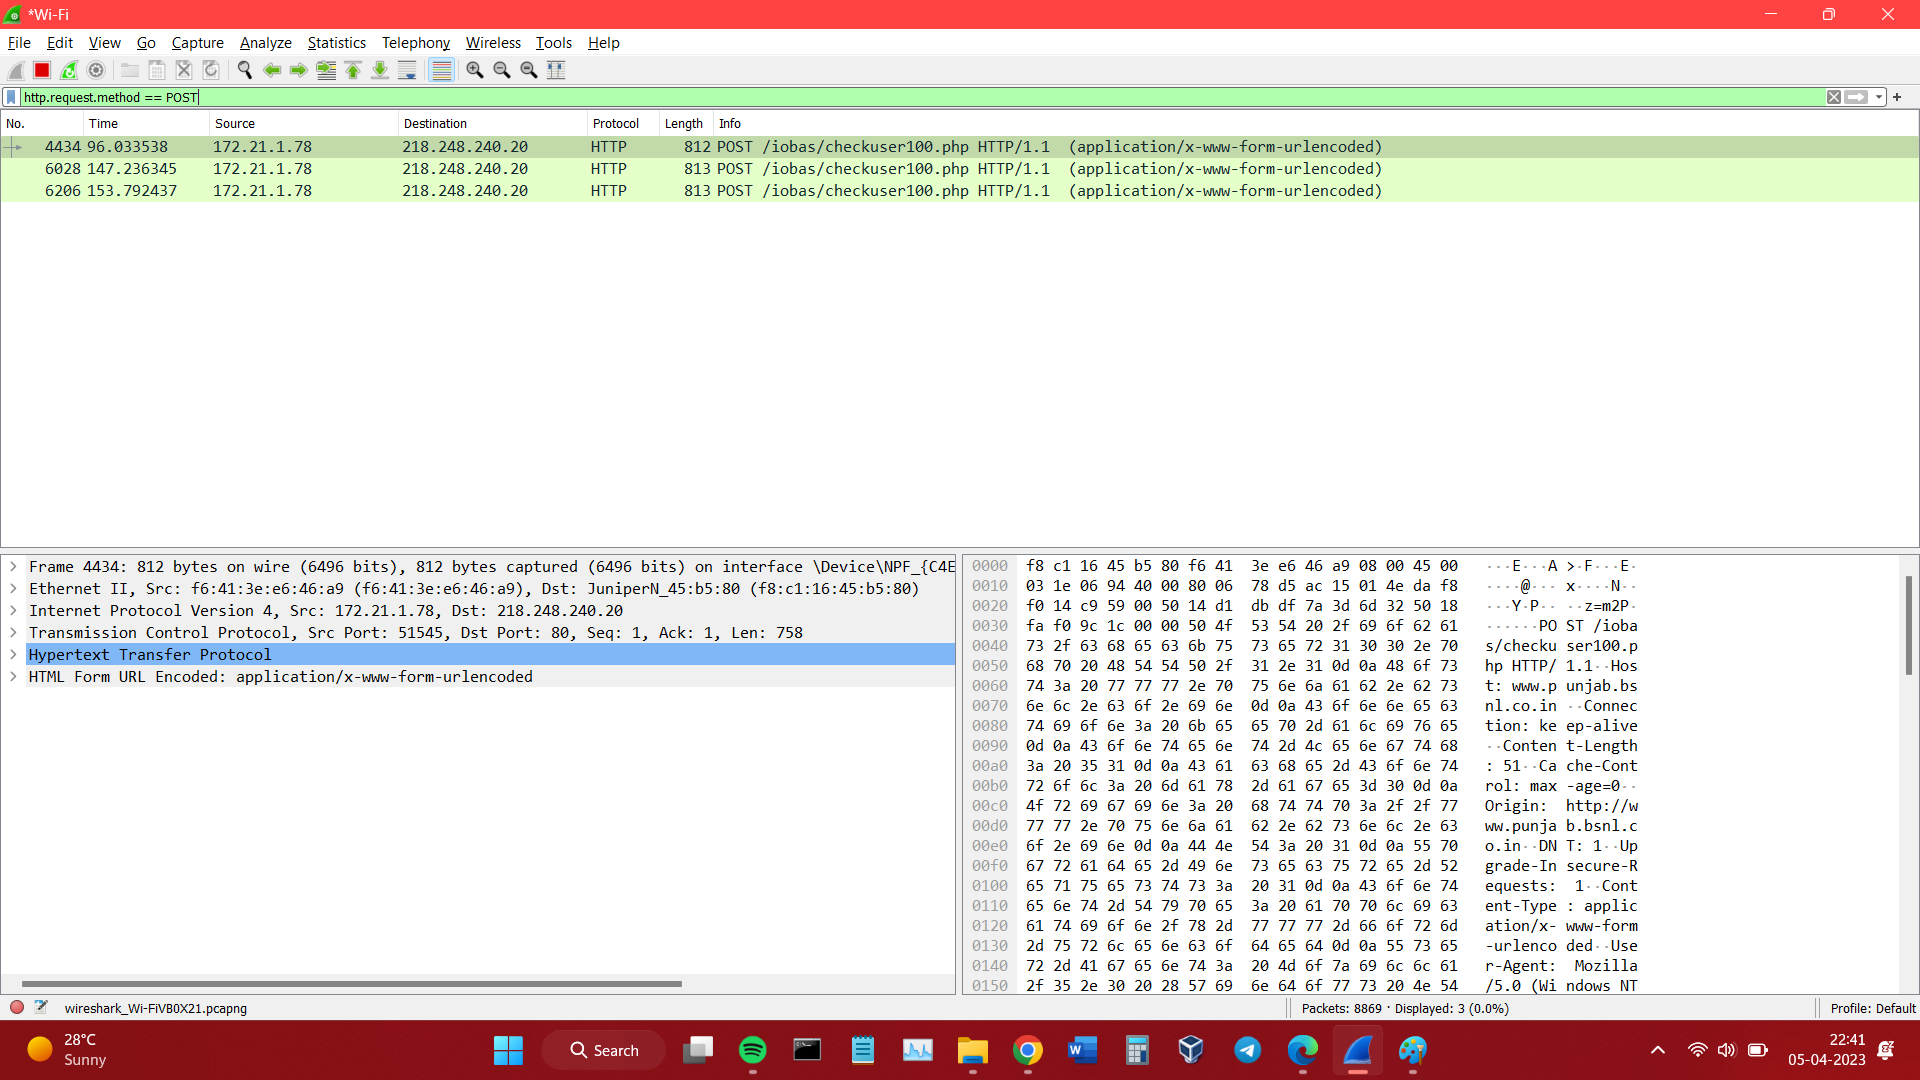 *Wi-Fi
File Edit View Go Capture Analyze Statistics Telephony Wireless Tools Help
http.request.method == POST
No. Time Source Destination Protocol Length Info
4434 96.033538 172.21.1.78 218.248.240.20 HTTP 812 POST /iobas/checkuser100.php HTTP/1.1 (application/x-www-form-urlencoded)
6028 147.236345 172.21.1.78 218.248.240.20 HTTP 813 POST /iobas/checkuser100.php HTTP/1.1 (application/x-www-form-urlencoded)
6206 153.792437 172.21.1.78 218.248.240.20 HTTP 813 POST /iobas/checkuser100.php HTTP/1.1 (application/x-www-form-urlencoded)
Frame 4434: 812 bytes on wire (6496 bits), 812 bytes captured (6496 bits) on interface \Device\NPF_{C4E
Ethernet II, Src: f6:41:3e:e6:46:a9 (f6:41:3e:e6:46:a9), Dst: JuniperN_45:b5:80 (f8:c1:16:45:b5:80)
Internet Protocol Version 4, Src: 172.21.1.78, Dst: 218.248.240.20
Transmission Control Protocol, Src Port: 51545, Dst Port: 80, Seq: 1, Ack: 1, Len: 758
Hypertext Transfer Protocol
HTML Form URL Encoded: application/x-www-form-urlencoded
0000 f8 c1 16 45 b5 80 f6 41 3e e6 46 a9 08 00 45 00 ···E···A >·F···E·
0010 03 1e 06 94 40 00 80 06 78 d5 ac 15 01 4e da f8 ····@··· x····N··
0020 f0 14 c9 59 00 50 14 d1 db df 7a 3d 6d 32 50 18 ···Y·P·· ··z=m2P·
0030 fa f0 9c 1c 00 00 50 4f 53 54 20 2f 69 6f 62 61 ······PO ST /ioba
0040 73 2f 63 68 65 63 6b 75 73 65 72 31 30 30 2e 70 s/checku ser100.p
0050 68 70 20 48 54 54 50 2f 31 2e 31 0d 0a 48 6f 73 hp HTTP/ 1.1··Hos
0060 74 3a 20 77 77 77 2e 70 75 6e 6a 61 62 2e 62 73 t: www.p unjab.bs
0070 6e 6c 2e 63 6f 2e 69 6e 0d 0a 43 6f 6e 6e 65 63 nl.co.in ··Connec
0080 74 69 6f 6e 3a 20 6b 65 65 70 2d 61 6c 69 76 65 tion: ke ep-alive
0090 0d 0a 43 6f 6e 74 65 6e 74 2d 4c 65 6e 67 74 68 ··Conten t-Length
00a0 3a 20 35 31 0d 0a 43 61 63 68 65 2d 43 6f 6e 74 : 51··Ca che-Cont
00b0 72 6f 6c 3a 20 6d 61 78 2d 61 67 65 3d 30 0d 0a rol: max -age=0··
00c0 4f 72 69 67 69 6e 3a 20 68 74 74 70 3a 2f 2f 77 Origin: http://w
00d0 77 77 2e 70 75 6e 6a 61 62 2e 62 73 6e 6c 2e 63 ww.punja b.bsnl.c
00e0 6f 2e 69 6e 0d 0a 44 4e 54 3a 20 31 0d 0a 55 70 o.in··DN T: 1··Up
00f0 67 72 61 64 65 2d 49 6e 73 65 63 75 72 65 2d 52 grade-In secure-R
0100 65 71 75 65 73 74 73 3a 20 31 0d 0a 43 6f 6e 74 equests: 1··Cont
0110 65 6e 74 2d 54 79 70 65 3a 20 61 70 70 6c 69 63 ent-Type : applic
0120 61 74 69 6f 6e 2f 78 2d 77 77 77 2d 66 6f 72 6d ation/x- www-form
0130 2d 75 72 6c 65 6e 63 6f 64 65 64 0d 0a 55 73 65 -urlenco ded··Use
0140 72 2d 41 67 65 6e 74 3a 20 4d 6f 7a 69 6c 6c 61 r-Agent: Mozilla
0150 2f 35 2e 30 20 28 57 69 6e 64 6f 77 73 20 4e 54 /5.0 (Wi ndows NT
wireshark_Wi-FiVB0X21.pcapng Packets: 8869 · Displayed: 3 (0.0%) Profile: Default
28°C
Sunny
Search
22:41
05-04-2023